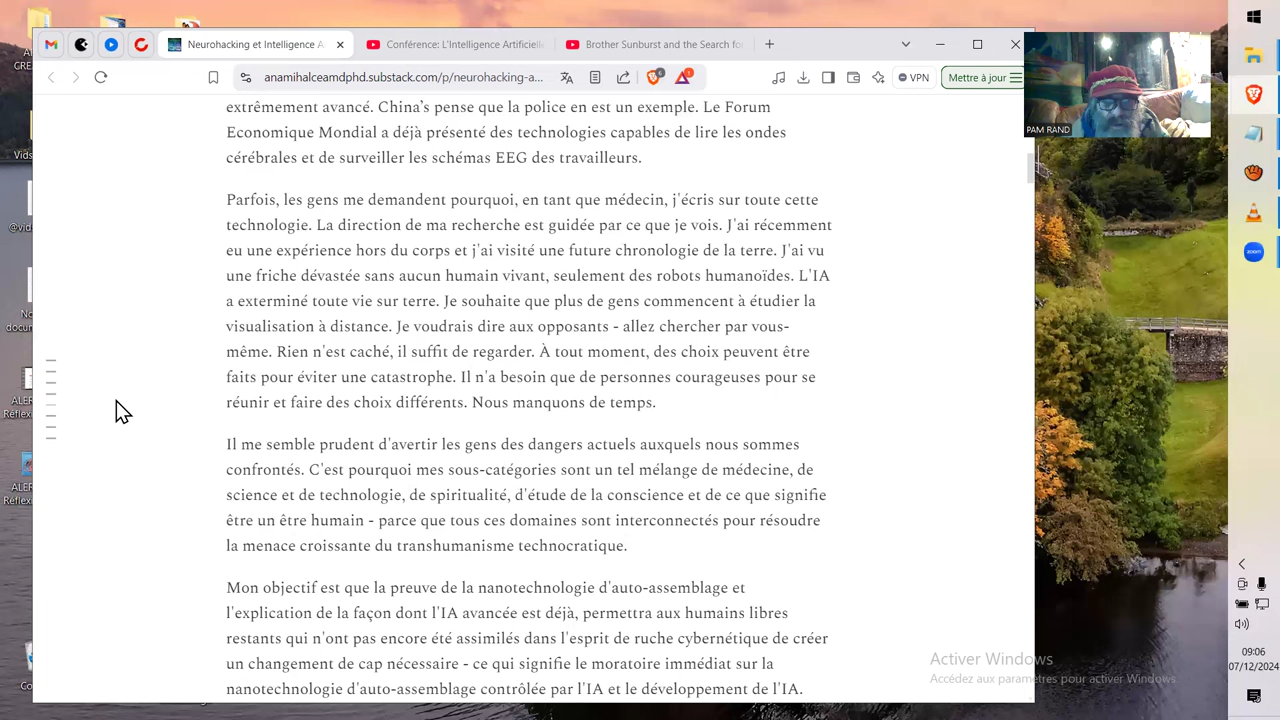 Neurohacking et Intelligence A
Conférence: L'Intelligence Artificielle
Brother Sunburst and the Search for
anamihalceamdphd.substack.com/p/neurohacking-a...
VPN
Mettre à jour
PAM RAND
extrêmement avancé. China's pense que la police en est un exemple. Le Forum
Economique Mondial a déjà présenté des technologies capables de lire les ondes
cérébrales et de surveiller les schémas EEG des travailleurs.
Parfois, les gens me demandent pourquoi, en tant que médecin, j'écris sur toute cette
technologie. La direction de ma recherche est guidée par ce que je vois. J'ai récemment
eu une expérience hors du corps et j'ai visité une future chronologie de la terre. J'ai vu
une friche dévastée sans aucun humain vivant, seulement des robots humanoïdes. L'IA
a exterminé toute vie sur terre. Je souhaite que plus de gens commencent à étudier la
visualisation à distance. Je voudrais dire aux opposants - allez chercher par vous-
même. Rien n'est caché, il suffit de regarder. À tout moment, des choix peuvent être
faits pour éviter une catastrophe. Il n'a besoin que de personnes courageuses pour se
réunir et faire des choix différents. Nous manquons de temps.
Il me semble prudent d'avertir les gens des dangers actuels auxquels nous sommes
confrontés. C'est pourquoi mes sous-catégories sont un tel mélange de médecine, de
science et de technologie, de spiritualité, d'étude de la conscience et de ce que signifie
être un être humain - parce que tous ces domaines sont interconnectés pour résoudre
la menace croissante du transhumanisme technocratique.
Mon objectif est que la preuve de la nanotechnologie d'auto-assemblage et
l'explication de la façon dont l'IA avancée est déjà, permettra aux humains libres
restants qui n'ont pas encore été assimilés dans l'esprit de ruche cybernétique de créer
un changement de cap nécessaire - ce qui signifie le moratoire immédiat sur la
nanotechnologie d'auto-assemblage contrôlée par l'IA et le développement de l'IA.
Activer Windows
Accédez aux paramètres pour activer Windows.
zoom
09:06
07/12/2024